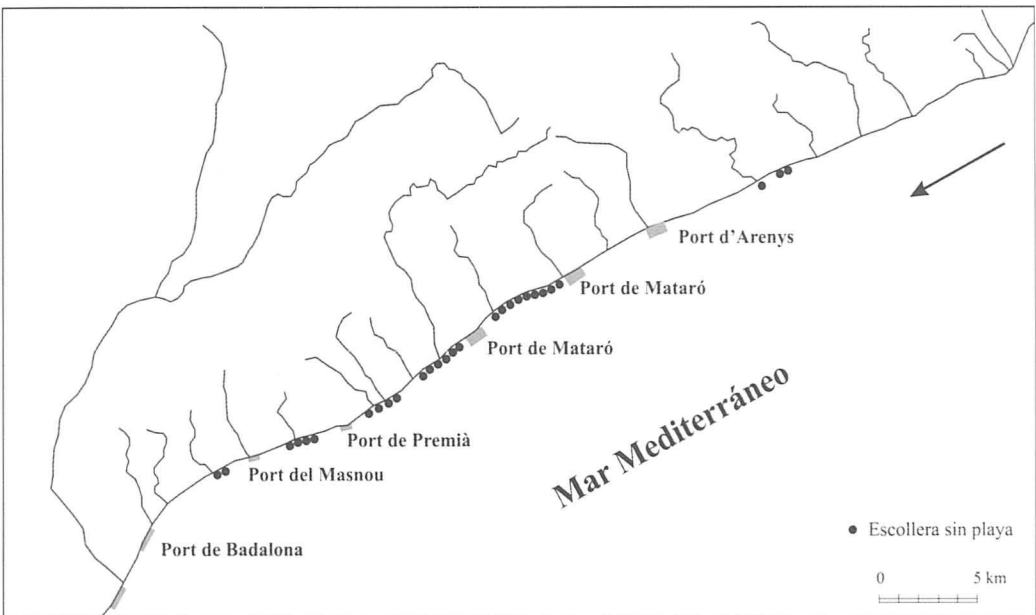 Port d'Arenys
Port de Mataró
Port de Mataró
Port de Premià
Port del Masnou
Port de Badalona
Mar Mediterráneo
Escollera sin playa
0 5 km